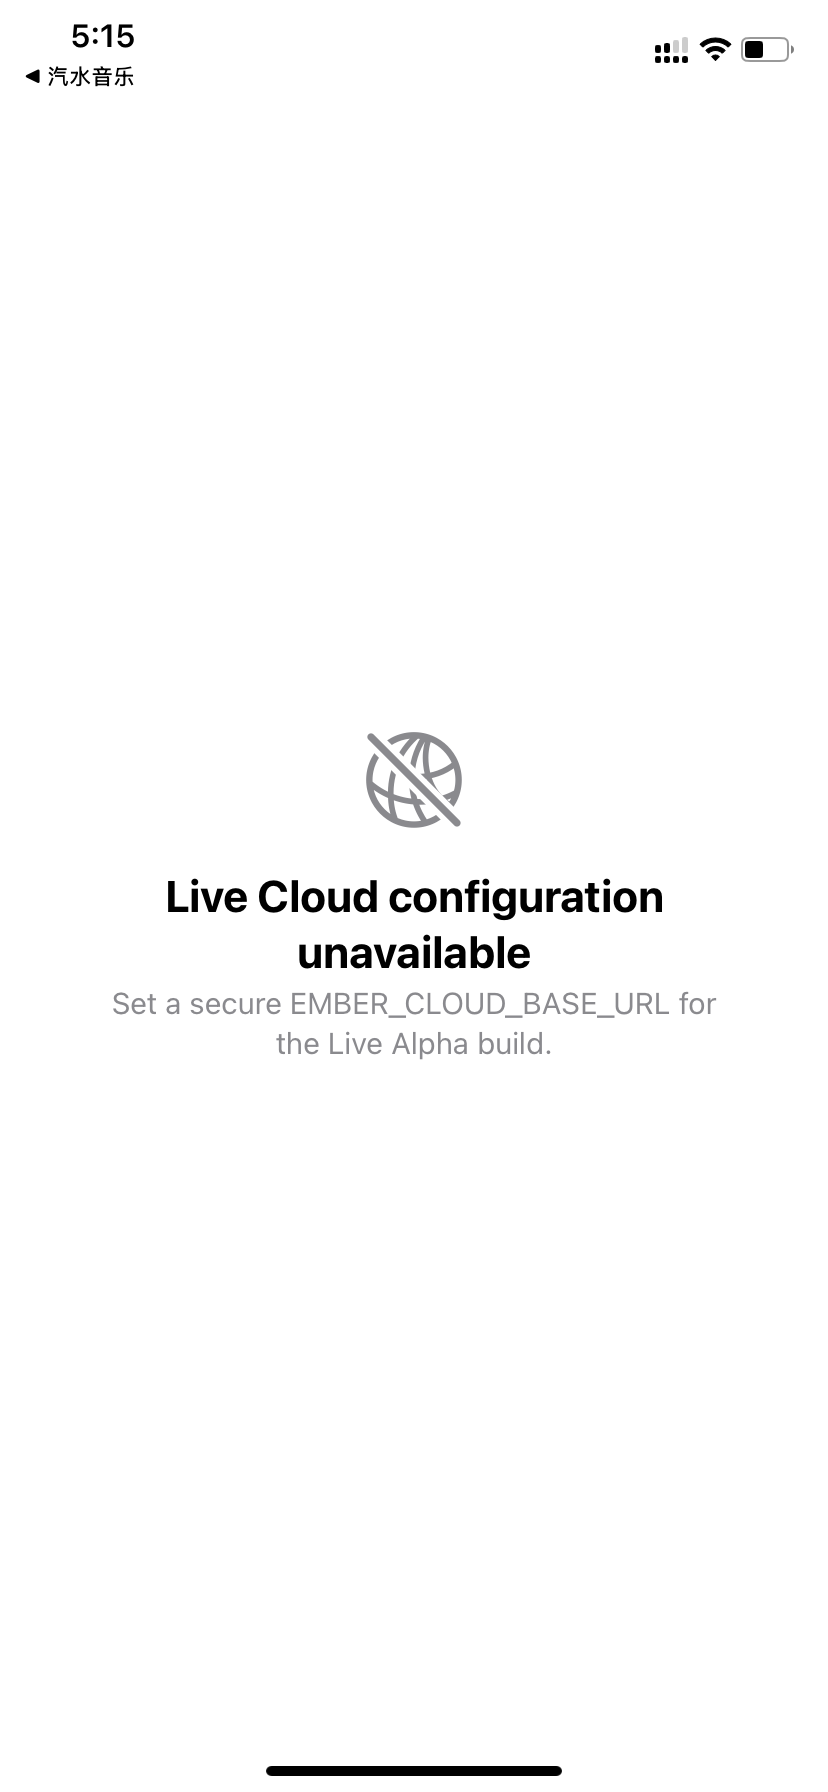 5:15
◀ 汽水音乐
Live Cloud configuration
unavailable
Set a secure EMBER_CLOUD_BASE_URL for
the Live Alpha build.